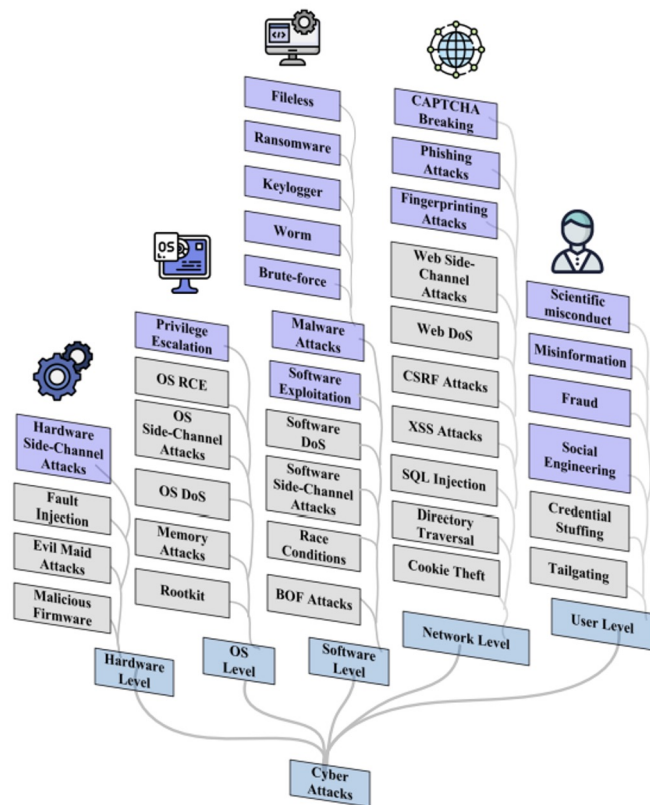 </>
Fileless
Ransomware
Keylogger
Worm
Brute-force
Malware
Attacks
Software
Exploitation
Software
DoS
Software
Side-Channel
Attacks
Race
Conditions
BOF Attacks
Software
Level
CAPTCHA
Breaking
Phishing
Attacks
Fingerprinting
Attacks
Web Side-
Channel
Attacks
Web DoS
CSRF Attacks
XSS Attacks
SQL Injection
Directory
Traversal
Cookie Theft
Network Level
OS
Privilege
Escalation
OS RCE
OS
Side-Channel
Attacks
OS DoS
Memory
Attacks
Rootkit
OS
Level
Scientific
misconduct
Misinformation
Fraud
Social
Engineering
Credential
Stuffing
Tailgating
User Level
Hardware
Side-Channel
Attacks
Fault
Injection
Evil Maid
Attacks
Malicious
Firmware
Hardware
Level
Cyber
Attacks